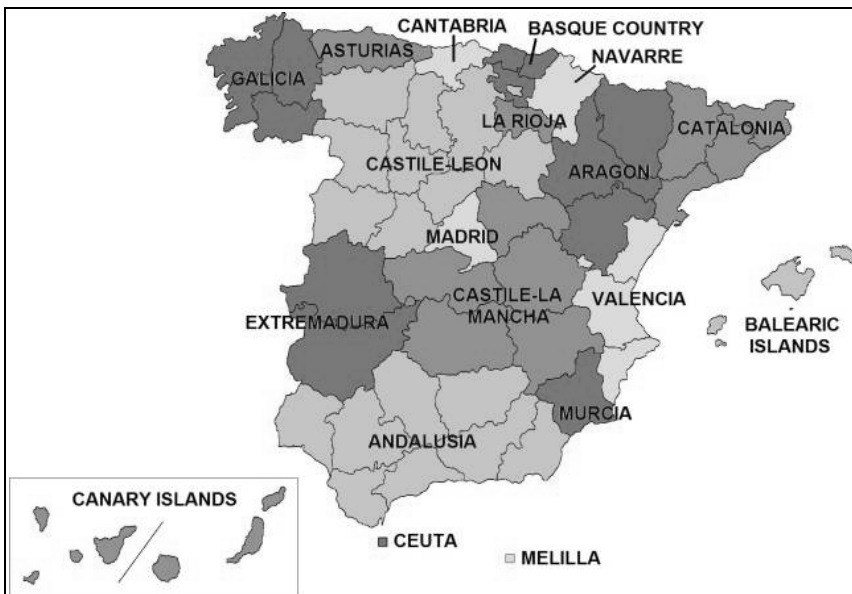 CANTABRIA
BASQUE COUNTRY
ASTURIAS
NAVARRE
GALICIA
LA RIOJA
CATALONIA
CASTILE-LEON
ARAGON
MADRID
CASTILE-LA
MANCHA
VALENCIA
EXTREMADURA
BALEARIC
ISLANDS
MURCIA
ANDALUSIA
CANARY ISLANDS
CEUTA
MELILLA